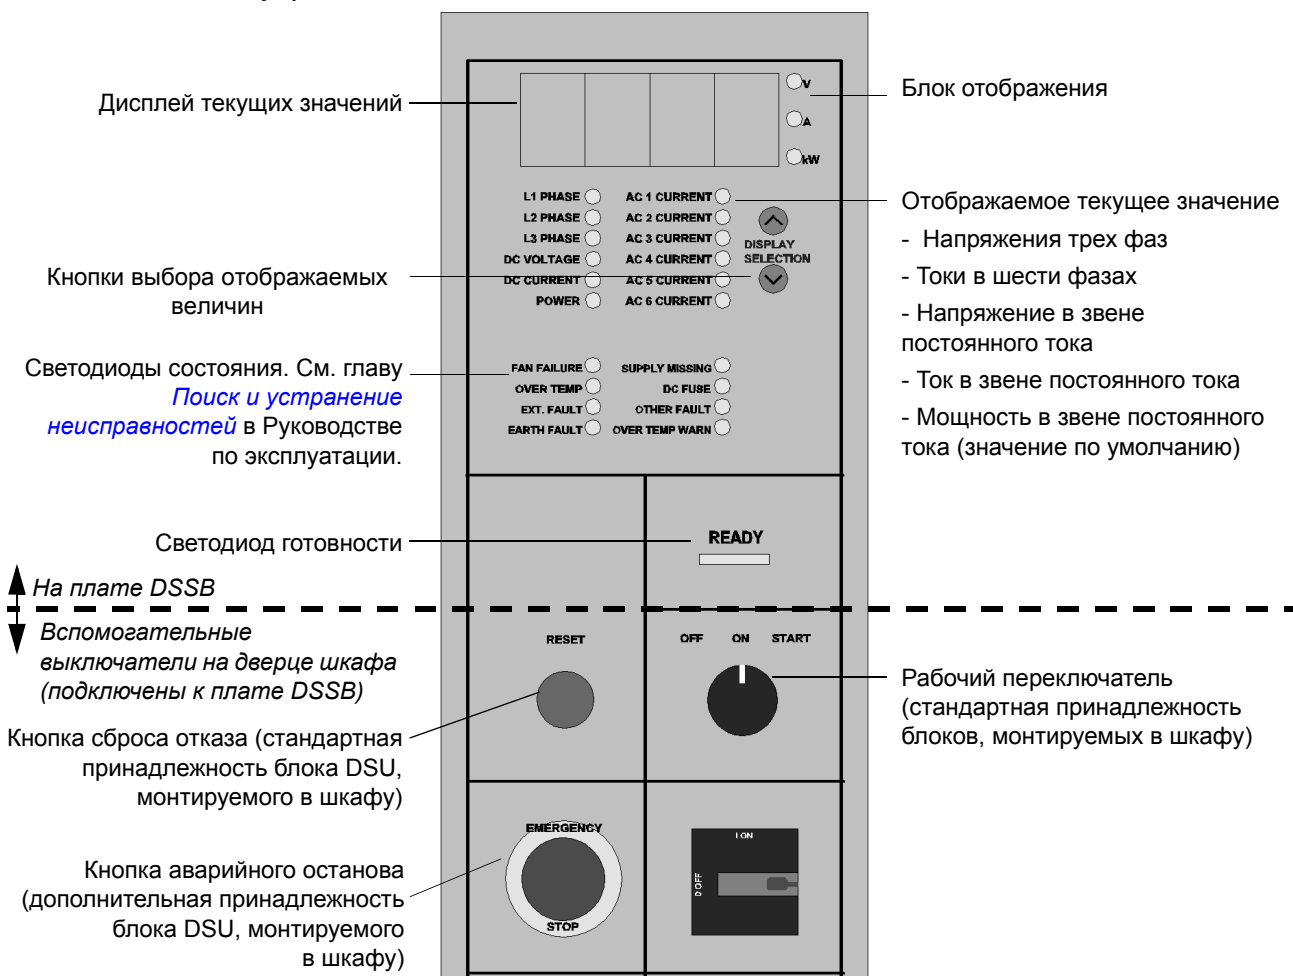 Дисплей текущих значений
V
A
kW
Блок отображения
L1 PHASE
L2 PHASE
L3 PHASE
DC VOLTAGE
DC CURRENT
POWER
AC 1 CURRENT
AC 2 CURRENT
AC 3 CURRENT
AC 4 CURRENT
AC 5 CURRENT
AC 6 CURRENT
DISPLAY
SELECTION
Отображаемое текущее значение
- Напряжения трех фаз
- Токи в шести фазах
- Напряжение в звене
постоянного тока
- Ток в звене постоянного тока
- Мощность в звене постоянного
тока (значение по умолчанию)
Кнопки выбора отображаемых
величин
Светодиоды состояния. См. главу
Поиск и устранение
неисправностей в Руководстве
по эксплуатации.
FAN FAILURE
OVER TEMP
EXT. FAULT
EARTH FAULT
SUPPLY MISSING
DC FUSE
OTHER FAULT
OVER TEMP WARN
Светодиод готовности
READY
На плате DSSB
Вспомогательные
выключатели на дверце шкафа
(подключены к плате DSSB)
RESET
OFF ON START
Рабочий переключатель
(стандартная принадлежность
блоков, монтируемых в шкафу)
Кнопка сброса отказа (стандартная
принадлежность блока DSU,
монтируемого в шкафу)
EMERGENCY
STOP
I ON
O OFF
Кнопка аварийного останова
(дополнительная принадлежность
блока DSU, монтируемого
в шкафу)